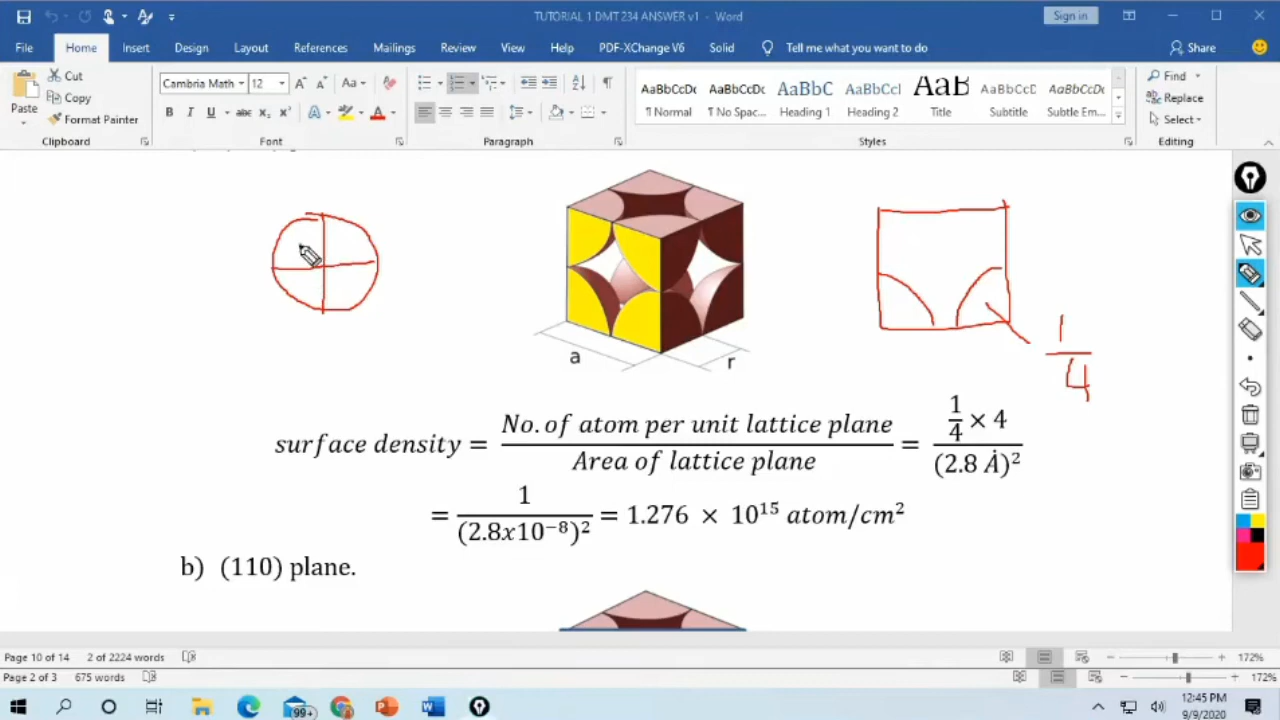 TUTORIAL 1 DMT 234 ANSWER v1 - Word
Sign in
File Home Insert Design Layout References Mailings Review View Help PDF-XChange V6 Solid Tell me what you want to do Share
Paste
Cut
Copy
Format Painter
Clipboard
Cambria Math 12
Font
Paragraph
AaBbCcDc AaBbCcDc AaBbC AaBbCcI AaB AaBbCcD AaBbCcDc
¶ Normal ¶ No Spac... Heading 1 Heading 2 Title Subtitle Subtle Em...
Styles
Find
Replace
Select
Editing
a
r
1
4
surface density = No. of atom per unit lattice plane / Area of lattice plane = 1/4 × 4 / (2.8 Ȧ)²
= 1 / (2.8x10⁻⁸)² = 1.276 × 10¹⁵ atom/cm²
b) (110) plane.
Page 10 of 14 2 of 2224 words 172%
Page 2 of 3 675 words 172%
99+
12:45 PM
9/9/2020